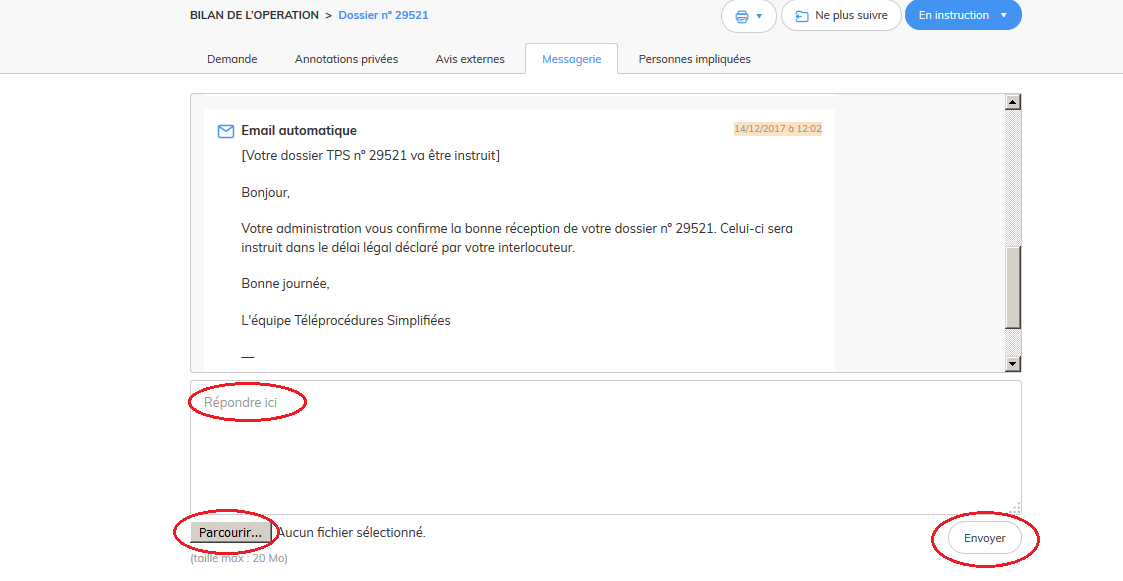 BILAN DE L'OPERATION > Dossier nº 29521
Ne plus suivre
En instruction
Demande
Annotations privées
Avis externes
Messagerie
Personnes impliquées
Email automatique
14/12/2017 à 12:02
[Votre dossier TPS nº 29521 va être instruit]
Bonjour,
Votre administration vous confirme la bonne réception de votre dossier nº 29521. Celui-ci sera
instruit dans le délai légal déclaré par votre interlocuteur.
Bonne journée,
L'équipe Téléprocédures Simplifiées
—
Répondre ici
Parcourir... Aucun fichier sélectionné.
Envoyer
(taille max : 20 Mo)